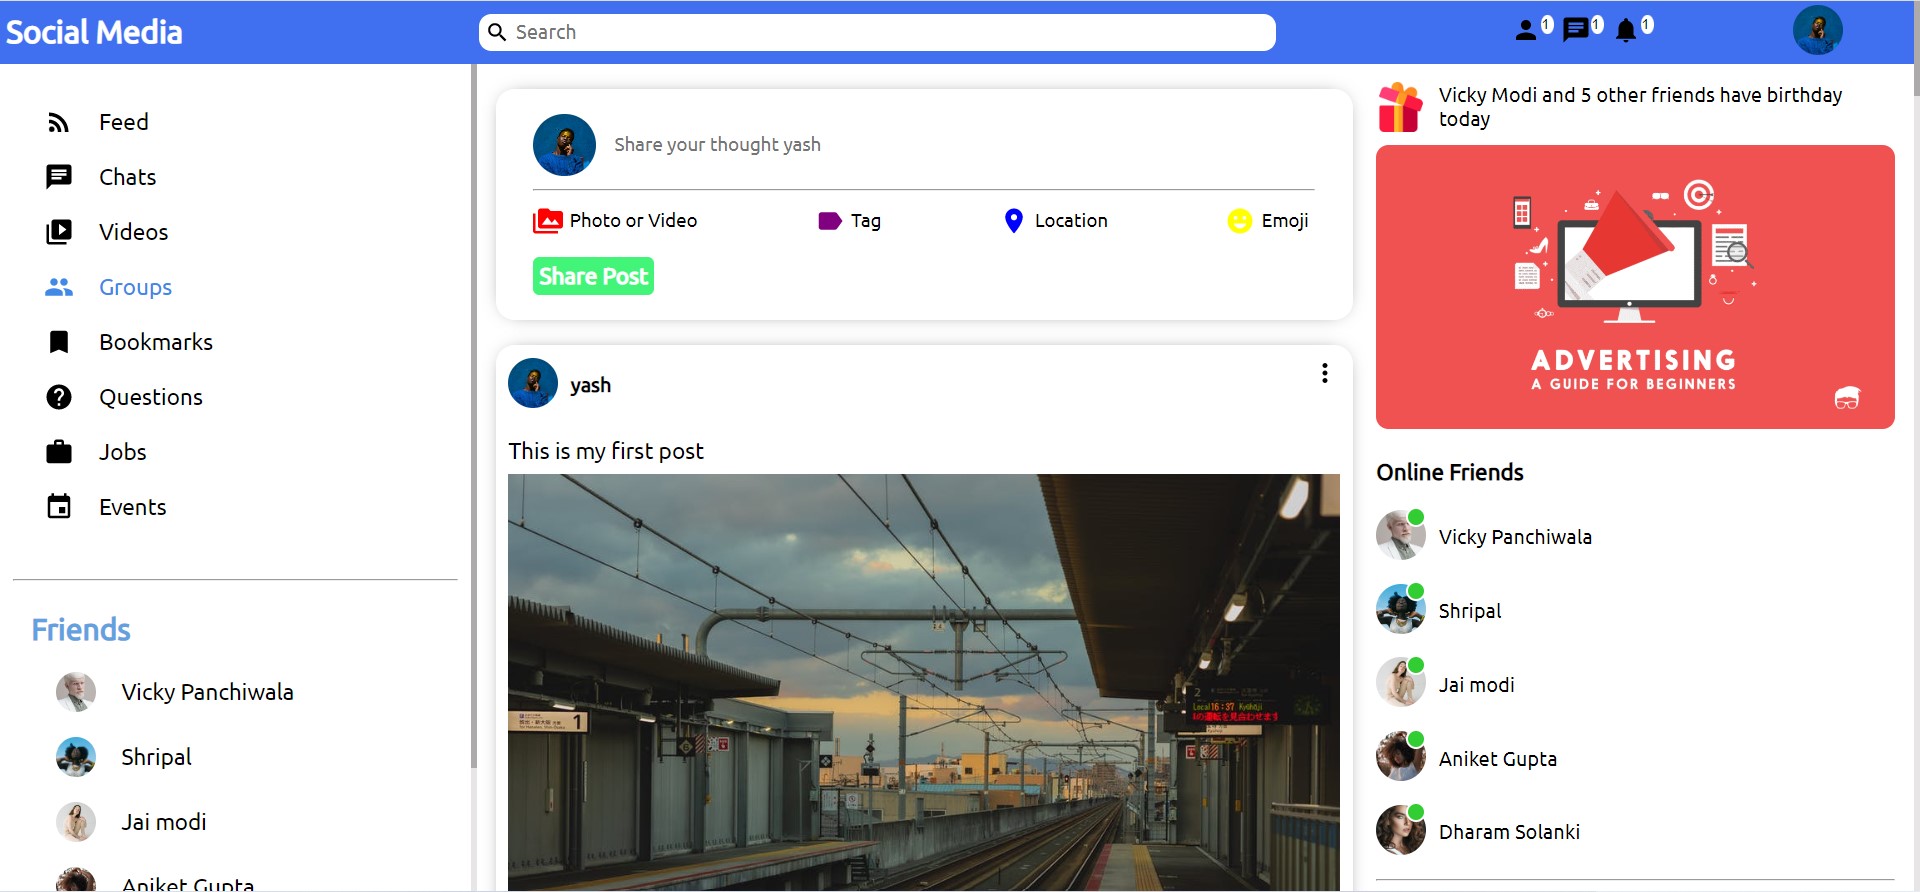 Social Media
Search
1
1
1
Feed
Chats
Videos
Groups
Bookmarks
Questions
Jobs
Events
Friends
Vicky Panchiwala
Shripal
Jai modi
Aniket Gupta
Share your thought yash
Photo or Video
Tag
Location
Emoji
Share Post
yash
This is my first post
1
2
Local 16:37 Kyōbaji
Vicky Modi and 5 other friends have birthday
today
ADVERTISING
A GUIDE FOR BEGINNERS
Online Friends
Vicky Panchiwala
Shripal
Jai modi
Aniket Gupta
Dharam Solanki